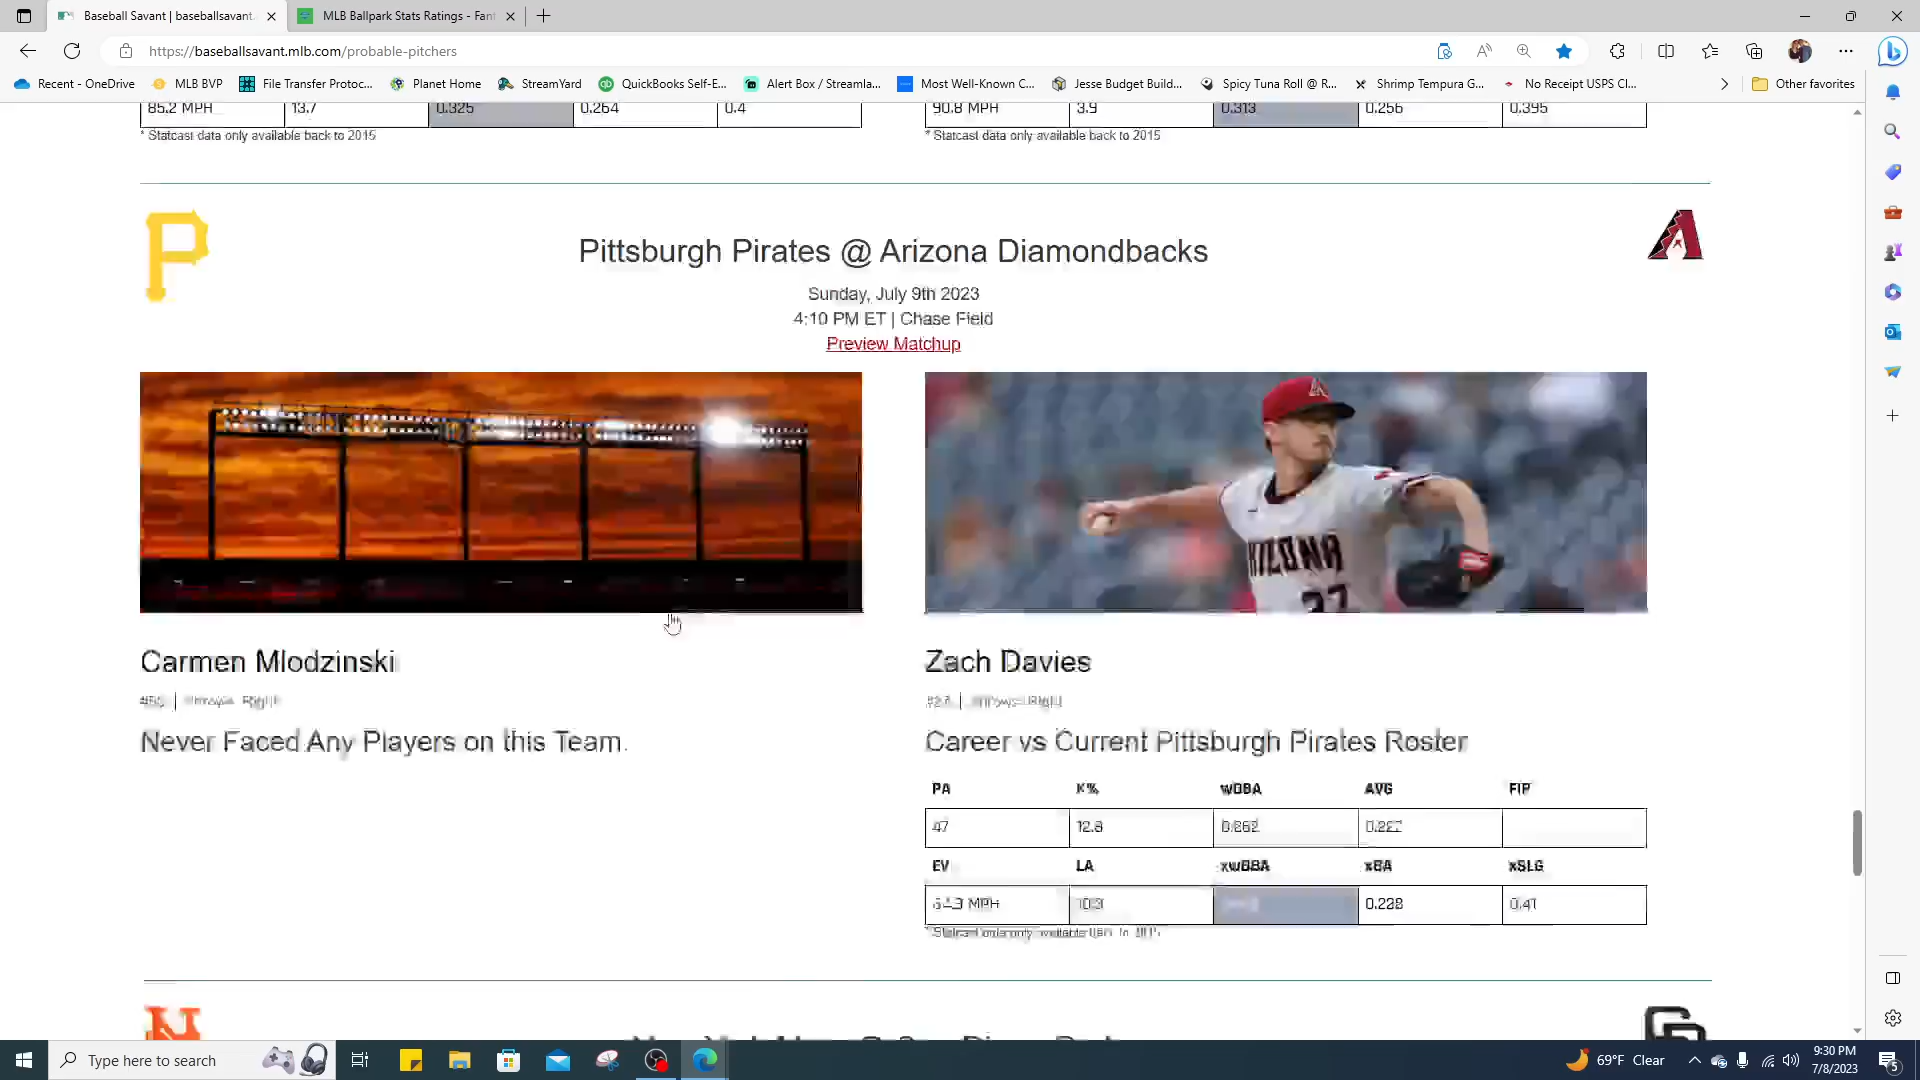 Baseball Savant | baseballsavant.
MLB Ballpark Stats Ratings - Fant
https://baseballsavant.mlb.com/probable-pitchers
Recent - OneDrive
MLB BVP
File Transfer Protoc...
Planet Home
StreamYard
QuickBooks Self-E...
Alert Box / Streamla...
Most Well-Known C...
Jesse Budget Build...
Spicy Tuna Roll @ R...
Shrimp Tempura G...
No Receipt USPS Cl...
Other favorites
85.2 MPH 13.7 0.325 0.264 0.4
* Statcast data only available back to 2015
90.8 MPH 3.9 0.313 0.256 0.395
* Statcast data only available back to 2015
Pittsburgh Pirates @ Arizona Diamondbacks
Sunday, July 9th 2023
4:10 PM ET | Chase Field
Preview Matchup
Carmen Mlodzinski
Throws: Right
Never Faced Any Players on this Team.
Zach Davies
Throws: Right
Career vs Current Pittsburgh Pirates Roster
PA K% wOBA AVG FIP
47 12.8
EV LA xwOBA xBA xSLG
MPH 0.228 0.41
Type here to search
69°F Clear
9:30 PM
7/8/2023
5